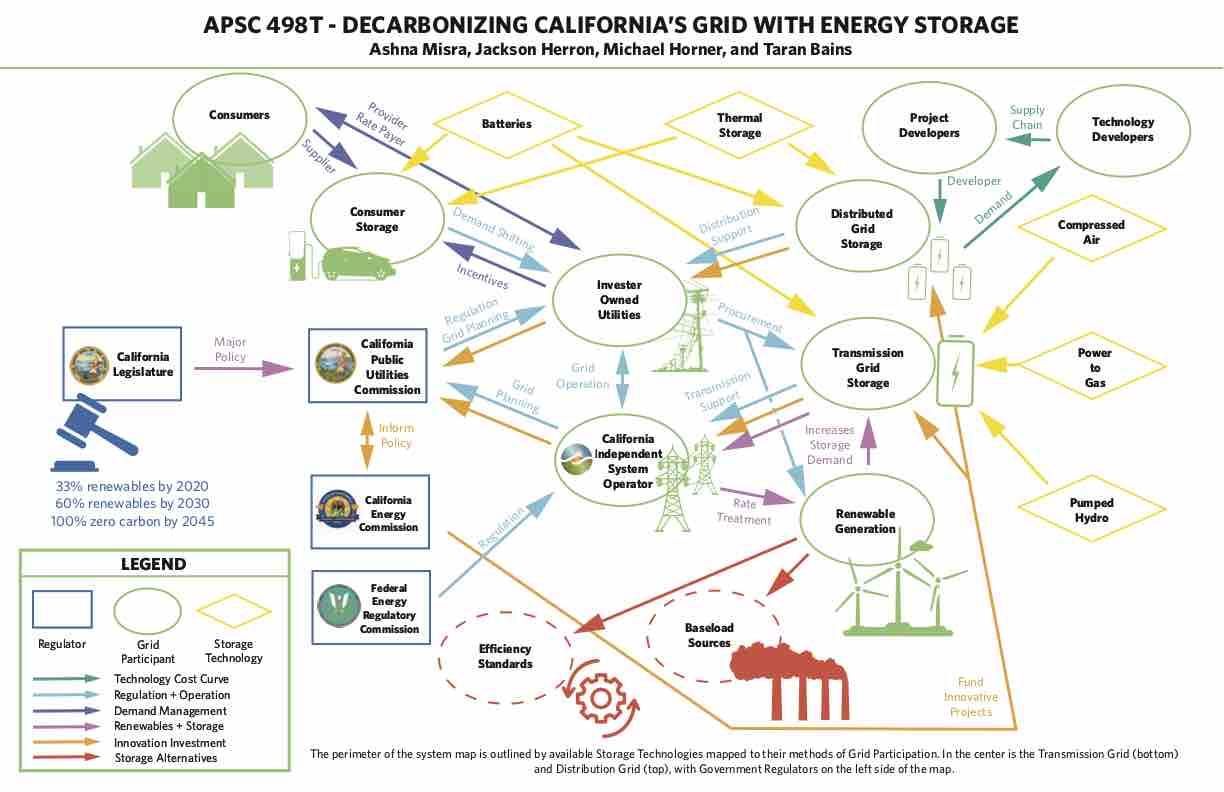 APSC 498T - DECARBONIZING CALIFORNIA'S GRID WITH ENERGY STORAGE
Ashna Misra, Jackson Herron, Michael Horner, and Taran Bains
Consumers
Provider
Rate Payer
Supplier
Batteries
Thermal
Storage
Project
Developers
Supply
Chain
Technology
Developers
Developer
Demand
Consumer
Storage
Demand Shifting
Incentives
Distribution
Support
Distributed
Grid
Storage
Compressed
Air
Invester
Owned
Utilities
Regulation
Grid Planning
Procurement
California
Legislature
Major
Policy
California
Public
Utilities
Commission
Grid
Operation
Grid
Planning
Transmistion
Support
Transmission
Grid
Storage
Power
to
Gas
Increases
Storage
Demand
Inform
Policy
California
Independent
System
Operator
33% renewables by 2020
60% renewables by 2030
100% zero carbon by 2045
California
Energy
Commission
Regulation
Rate
Treatment
Renewable
Generation
Pumped
Hydro
Federal
Energy
Regulatory
Commission
Efficiency
Standards
Baseload
Sources
Fund
Innovative
Projects
LEGEND
Regulator
Grid
Participant
Storage
Technology
Technology Cost Curve
Regulation + Operation
Demand Management
Renewables + Storage
Innovation Investment
Storage Alternatives
The perimeter of the system map is outlined by available Storage Technologies mapped to their methods of Grid Participation. In the center is the Transmission Grid (bottom)
and Distribution Grid (top), with Government Regulators on the left side of the map.